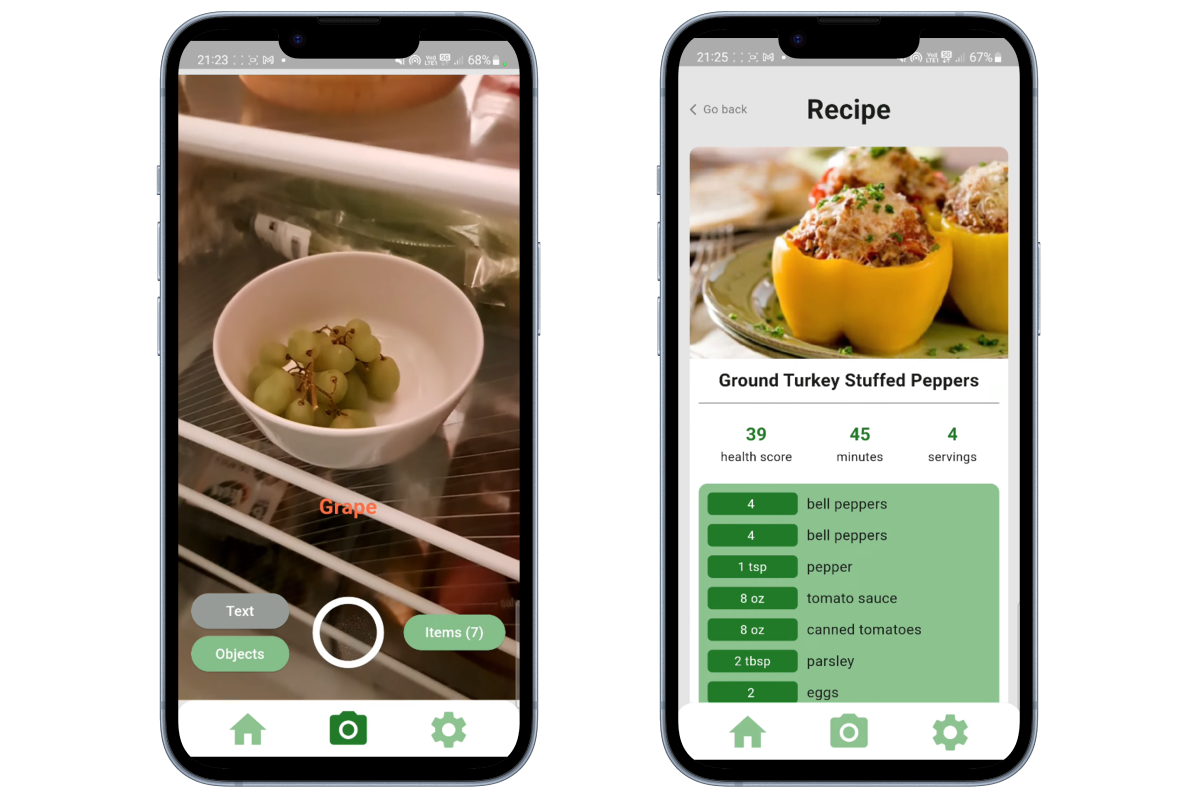 21:23
68%
Grape
Text
Objects
Items (7)
21:25
67%
Go back
Recipe
Ground Turkey Stuffed Peppers
39
45
4
health score
minutes
servings
4 bell peppers
4 bell peppers
1 tsp pepper
8 oz tomato sauce
8 oz canned tomatoes
2 tbsp parsley
2 eggs